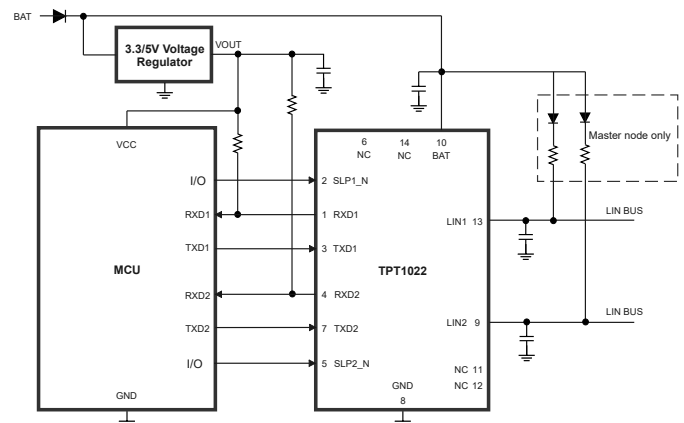 BAT
3.3/5V Voltage
Regulator
VOUT
VCC
6
NC
14
NC
10
BAT
Master node only
I/O
2 SLP1_N
RXD1
1 RXD1
LIN1 13
LIN BUS
TXD1
3 TXD1
MCU
TPT1022
RXD2
4 RXD2
TXD2
7 TXD2
LIN2 9
LIN BUS
I/O
5 SLP2_N
NC 11
NC 12
GND
GND
8